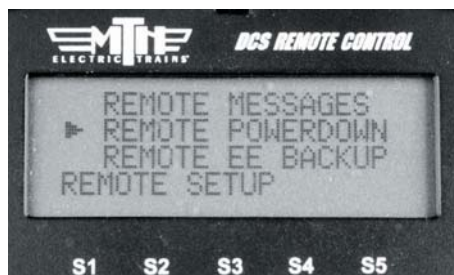 MTH DCS REMOTE CONTROL
ELECTRIC TRAINS
REMOTE MESSAGES
REMOTE POWERDOWN
REMOTE EE BACKUP
REMOTE SETUP
S1 S2 S3 S4 S5